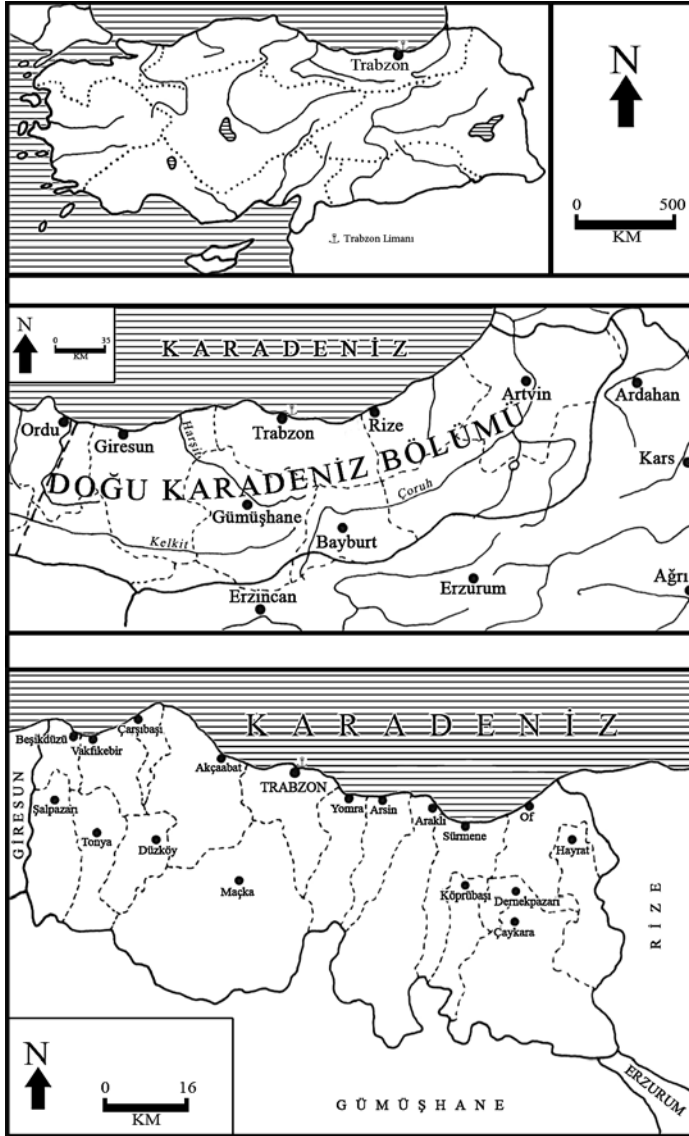 Trabzon
N
0 500
KM
Trabzon Limanı
N
0 35
KM
KARADENİZ
Artvin
Ardahan
Ordu
Giresun
Harşit
Trabzon
Rize
Kars
DOĞU KARADENİZ BÖLÜMÜ
Gümüşhane
Çoruh
Kelkit
Bayburt
Erzincan
Erzurum
Ağrı
KARADENİZ
Beşikdüzü
Vakfıkebir
Çarşıbaşı
Akçaabat
TRABZON
Yomra
Arsin
Araklı
Sürmene
Of
GİRESUN
Şalpazarı
Tonya
Düzköy
Hayrat
Maçka
Köprübaşı
Dernekpazarı
Çaykara
RİZE
N
0 16
KM
GÜMÜŞHANE
ERZURUM